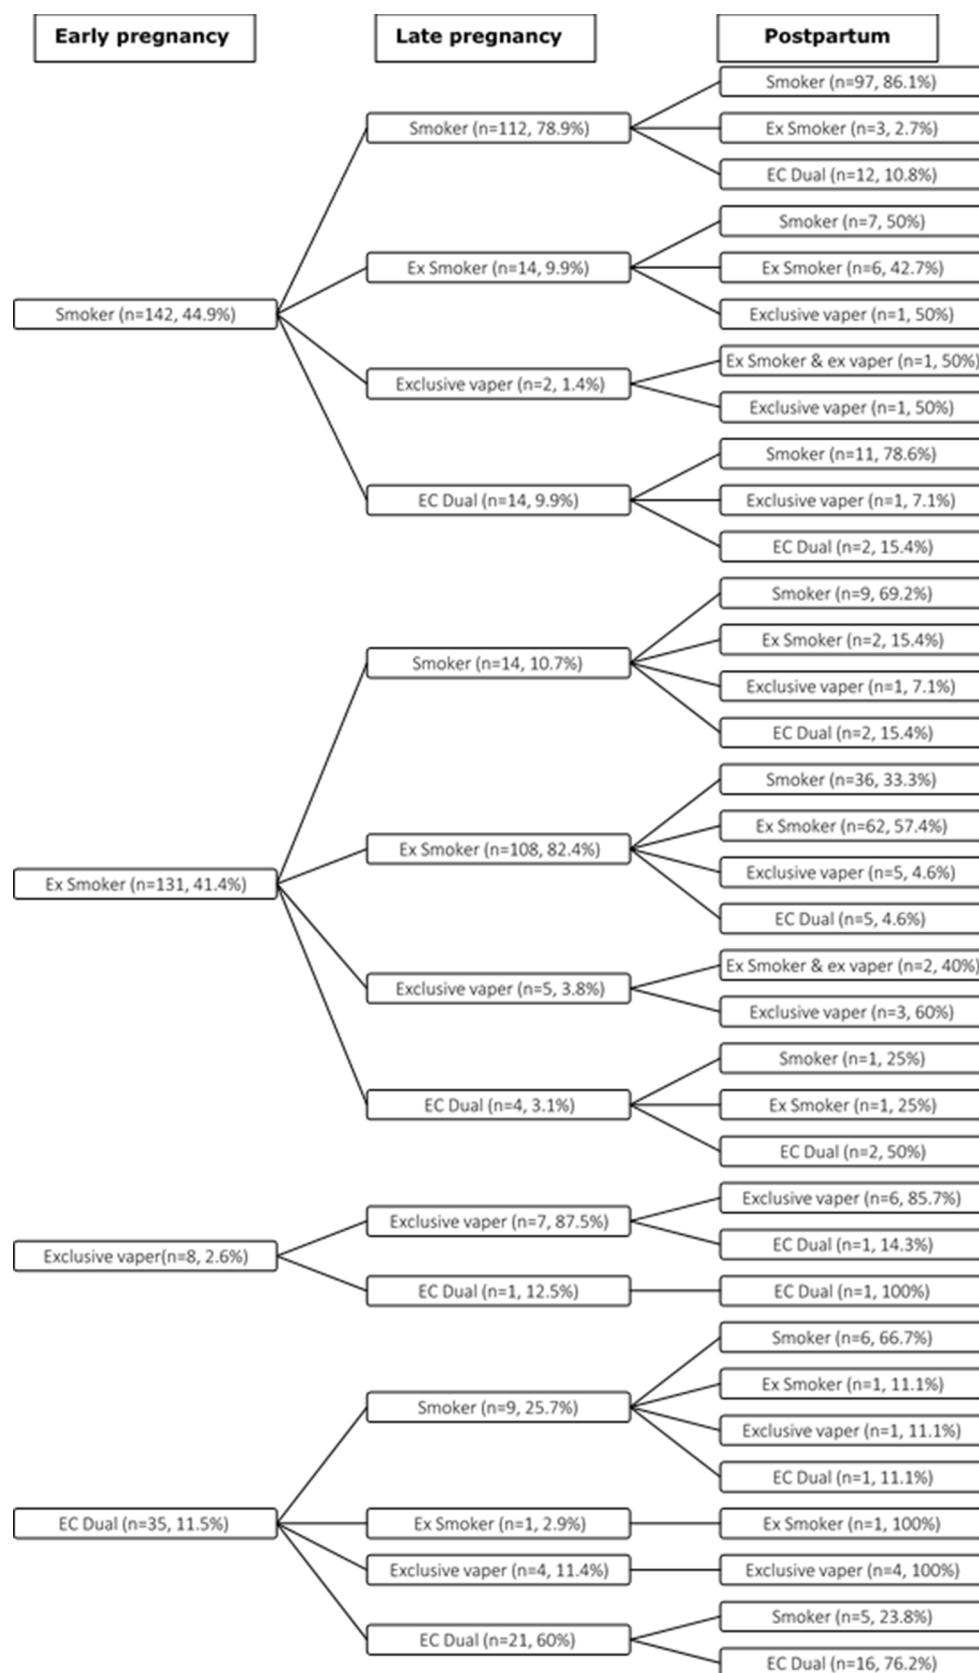 Early pregnancy
Late pregnancy
Postpartum
Smoker (n=142, 44.9%)
Smoker (n=112, 78.9%)
Smoker (n=97, 86.1%)
Ex Smoker (n=3, 2.7%)
EC Dual (n=12, 10.8%)
Ex Smoker (n=14, 9.9%)
Smoker (n=7, 50%)
Ex Smoker (n=6, 42.7%)
Exclusive vaper (n=1, 50%)
Exclusive vaper (n=2, 1.4%)
Ex Smoker & ex vaper (n=1, 50%)
Exclusive vaper (n=1, 50%)
EC Dual (n=14, 9.9%)
Smoker (n=11, 78.6%)
Exclusive vaper (n=1, 7.1%)
EC Dual (n=2, 15.4%)
Ex Smoker (n=131, 41.4%)
Smoker (n=14, 10.7%)
Smoker (n=9, 69.2%)
Ex Smoker (n=2, 15.4%)
Exclusive vaper (n=1, 7.1%)
EC Dual (n=2, 15.4%)
Ex Smoker (n=108, 82.4%)
Smoker (n=36, 33.3%)
Ex Smoker (n=62, 57.4%)
Exclusive vaper (n=5, 4.6%)
EC Dual (n=5, 4.6%)
Exclusive vaper (n=5, 3.8%)
Ex Smoker & ex vaper (n=2, 40%)
Exclusive vaper (n=3, 60%)
EC Dual (n=4, 3.1%)
Smoker (n=1, 25%)
Ex Smoker (n=1, 25%)
EC Dual (n=2, 50%)
Exclusive vaper(n=8, 2.6%)
Exclusive vaper (n=7, 87.5%)
Exclusive vaper (n=6, 85.7%)
EC Dual (n=1, 14.3%)
EC Dual (n=1, 12.5%)
EC Dual (n=1, 100%)
EC Dual (n=35, 11.5%)
Smoker (n=9, 25.7%)
Smoker (n=6, 66.7%)
Ex Smoker (n=1, 11.1%)
Exclusive vaper (n=1, 11.1%)
EC Dual (n=1, 11.1%)
Ex Smoker (n=1, 2.9%)
Ex Smoker (n=1, 100%)
Exclusive vaper (n=4, 11.4%)
Exclusive vaper (n=4, 100%)
EC Dual (n=21, 60%)
Smoker (n=5, 23.8%)
EC Dual (n=16, 76.2%)